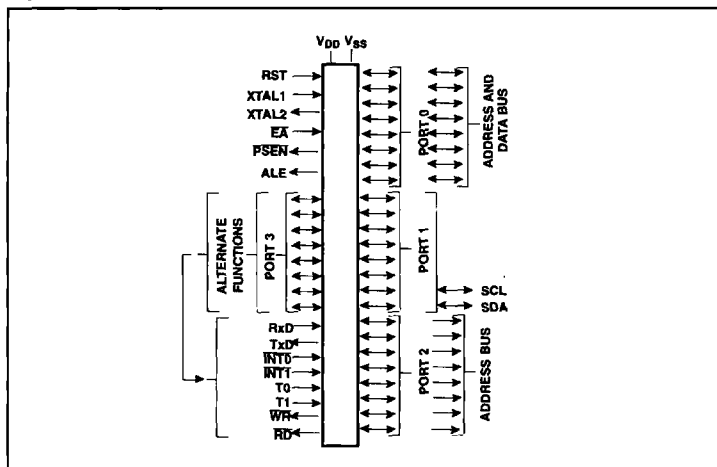 VDD VSS
RST
XTAL1
XTAL2
EA
PSEN
ALE
PORT 0
ADDRESS AND
DATA BUS
ALTERNATE
FUNCTIONS
PORT 3
PORT 1
SCL
SDA
RxD
TxD
INT0
INT1
T0
T1
WR
RD
PORT 2
ADDRESS BUS